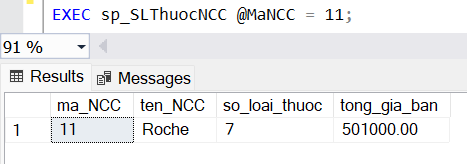 EXEC sp_SLThuocNCC @MaNCC = 11;
91 %
Results Messages
ma_NCC ten_NCC so_loai_thuoc tong_gia_ban
1 11 Roche 7 501000.00